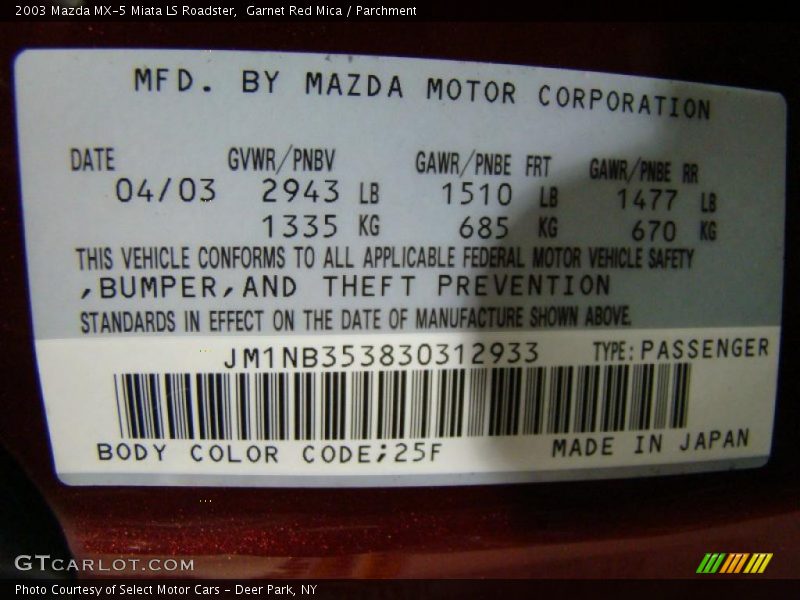 2003 Mazda MX-5 Miata LS Roadster,  Garnet Red Mica / Parchment
MFD. BY MAZDA MOTOR CORPORATION
DATE GVWR/PNBV GAWR/PNBE FRT GAWR/PNBE RR
04/03 2943 LB 1510 LB 1477 LB
1335 KG 685 KG 670 KG
THIS VEHICLE CONFORMS TO ALL APPLICABLE FEDERAL MOTOR VEHICLE SAFETY
,BUMPER,AND THEFT PREVENTION
STANDARDS IN EFFECT ON THE DATE OF MANUFACTURE SHOWN ABOVE.
JM1NB353830312933 TYPE:PASSENGER
BODY COLOR CODE;25F MADE IN JAPAN
GTCARLOT.COM
Photo Courtesy of Select Motor Cars - Deer Park, NY